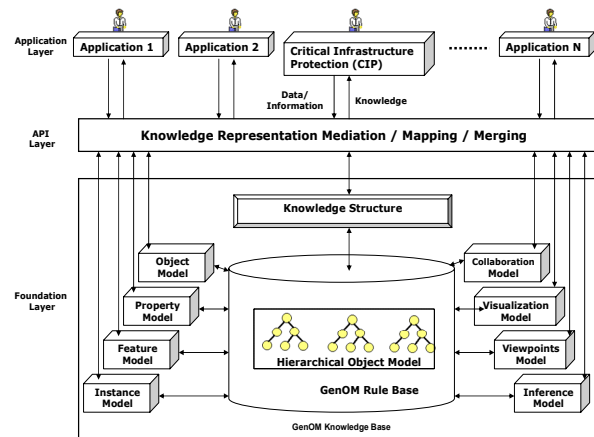 Application
Layer
Application 1
Application 2
Critical Infrastructure
Protection (CIP)
Application N
Data/
Information
Knowledge
API
Layer
Knowledge Representation Mediation / Mapping / Merging
Knowledge Structure
Foundation
Layer
Object
Model
Property
Model
Feature
Model
Instance
Model
Collaboration
Model
Visualization
Model
Viewpoints
Model
Inference
Model
Hierarchical Object Model
GenOM Rule Base
GenOM Knowledge Base